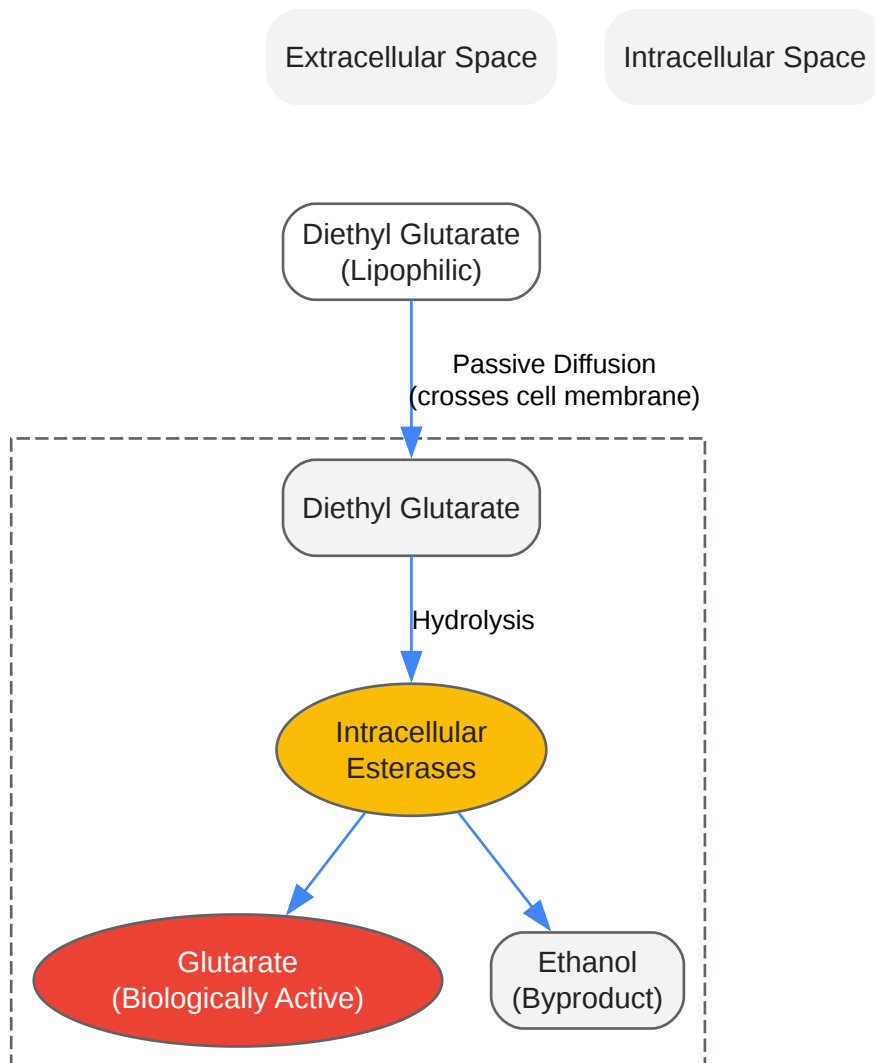 Extracellular Space
Intracellular Space
Diethyl Glutarate
(Lipophilic)
Passive Diffusion
(crosses cell membrane)
Diethyl Glutarate
Hydrolysis
Intracellular
Esterases
Glutarate
(Biologically Active)
Ethanol
(Byproduct)